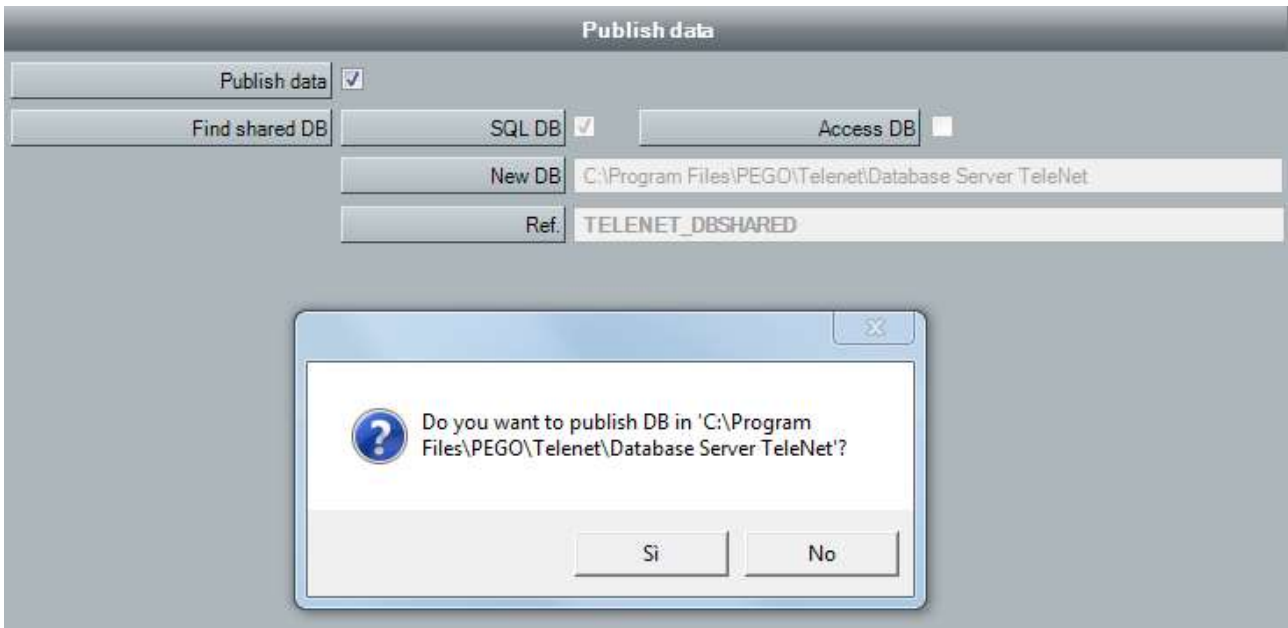 Publish data
Publish data
Find shared DB SQL DB Access DB
New DB C:\Program Files\PEGO\Telenet\Database Server TeleNet
Ref. TELENET_DBSHARED
Do you want to publish DB in 'C:\Program
Files\PEGO\Telenet\Database Server TeleNet'?
Sì No